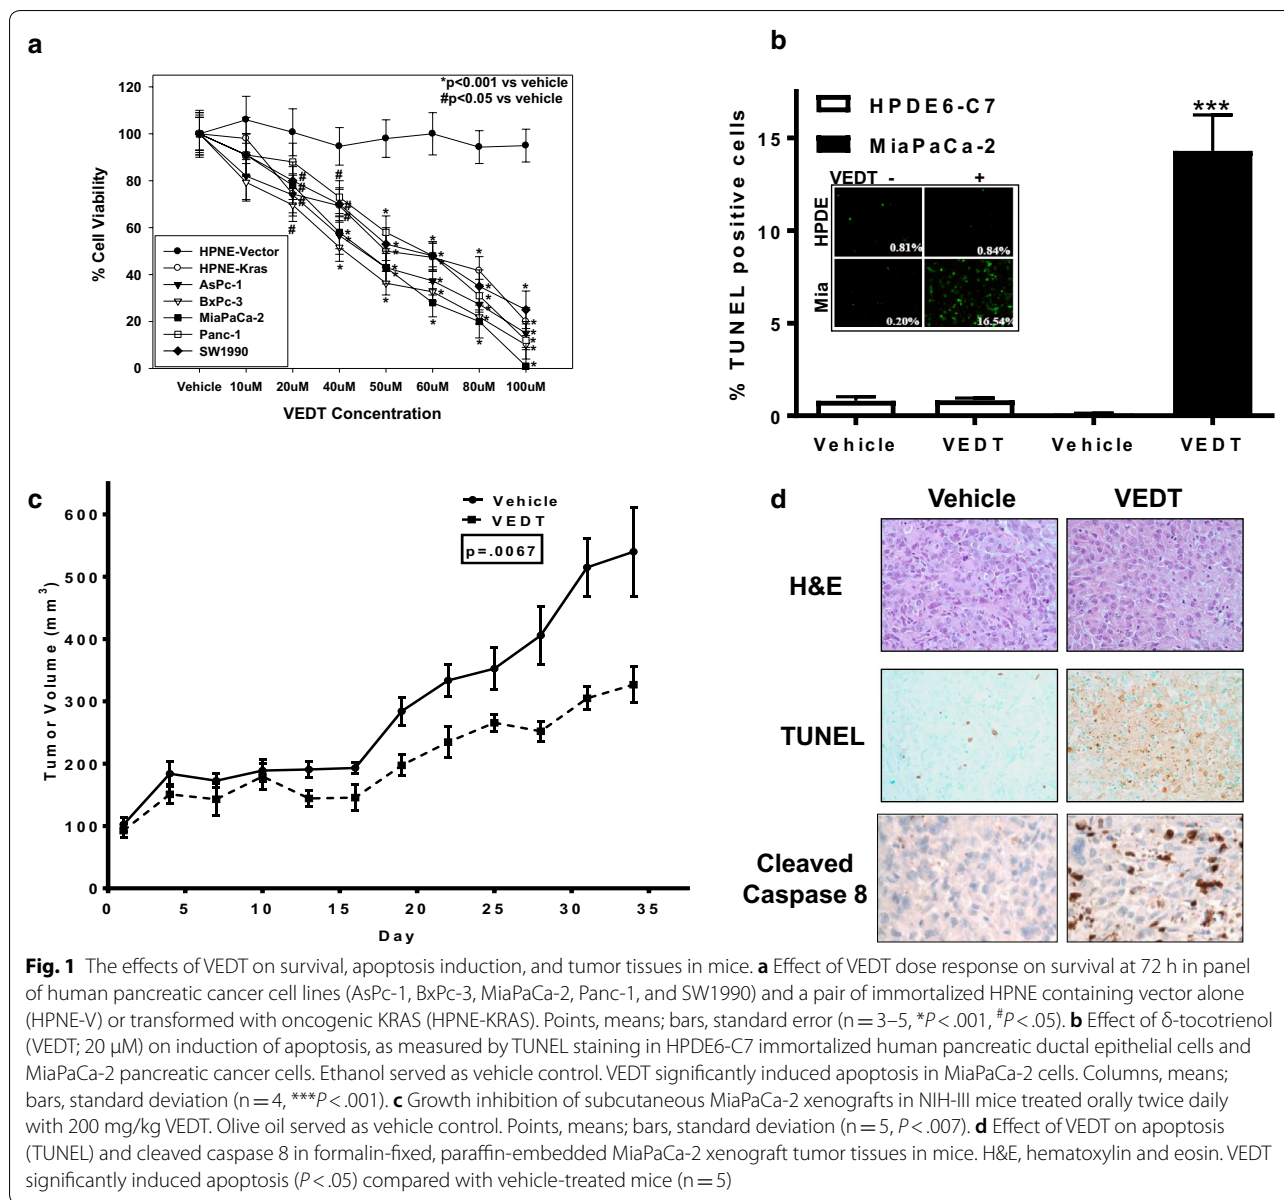 a
*p<0.001 vs vehicle
#p<0.05 vs vehicle
120
100
80
60
40
20
0
% Cell Viability
HPNE-Vector
HPNE-Kras
AsPc-1
BxPc-3
MiaPaCa-2
Panc-1
SW1990
Vehicle 10uM 20uM 40uM 50uM 60uM 80uM 100uM
VEDT Concentration
b
HPDE6-C7
MiaPaCa-2
***
15
10
5
0
% TUNEL positive cells
VEDT - +
HPDE
0.81% 0.84%
Mia
0.20% 16.54%
Vehicle VEDT Vehicle VEDT
c
Vehicle
VEDT
p=.0067
600
500
400
300
200
100
0
Tumor Volume (mm³)
0 5 10 15 20 25 30 35
Day
d
Vehicle VEDT
H&E
TUNEL
Cleaved
Caspase 8
Fig. 1 The effects of VEDT on survival, apoptosis induction, and tumor tissues in mice. a Effect of VEDT dose response on survival at 72 h in panel
of human pancreatic cancer cell lines (AsPc-1, BxPc-3, MiaPaCa-2, Panc-1, and SW1990) and a pair of immortalized HPNE containing vector alone
(HPNE-V) or transformed with oncogenic KRAS (HPNE-KRAS). Points, means; bars, standard error (n = 3–5, *P < .001, #P < .05). b Effect of δ-tocotrienol
(VEDT; 20 μM) on induction of apoptosis, as measured by TUNEL staining in HPDE6-C7 immortalized human pancreatic ductal epithelial cells and
MiaPaCa-2 pancreatic cancer cells. Ethanol served as vehicle control. VEDT significantly induced apoptosis in MiaPaCa-2 cells. Columns, means;
bars, standard deviation (n = 4, ***P < .001). c Growth inhibition of subcutaneous MiaPaCa-2 xenografts in NIH-III mice treated orally twice daily
with 200 mg/kg VEDT. Olive oil served as vehicle control. Points, means; bars, standard deviation (n = 5, P < .007). d Effect of VEDT on apoptosis
(TUNEL) and cleaved caspase 8 in formalin-fixed, paraffin-embedded MiaPaCa-2 xenograft tumor tissues in mice. H&E, hematoxylin and eosin. VEDT
significantly induced apoptosis (P < .05) compared with vehicle-treated mice (n = 5)